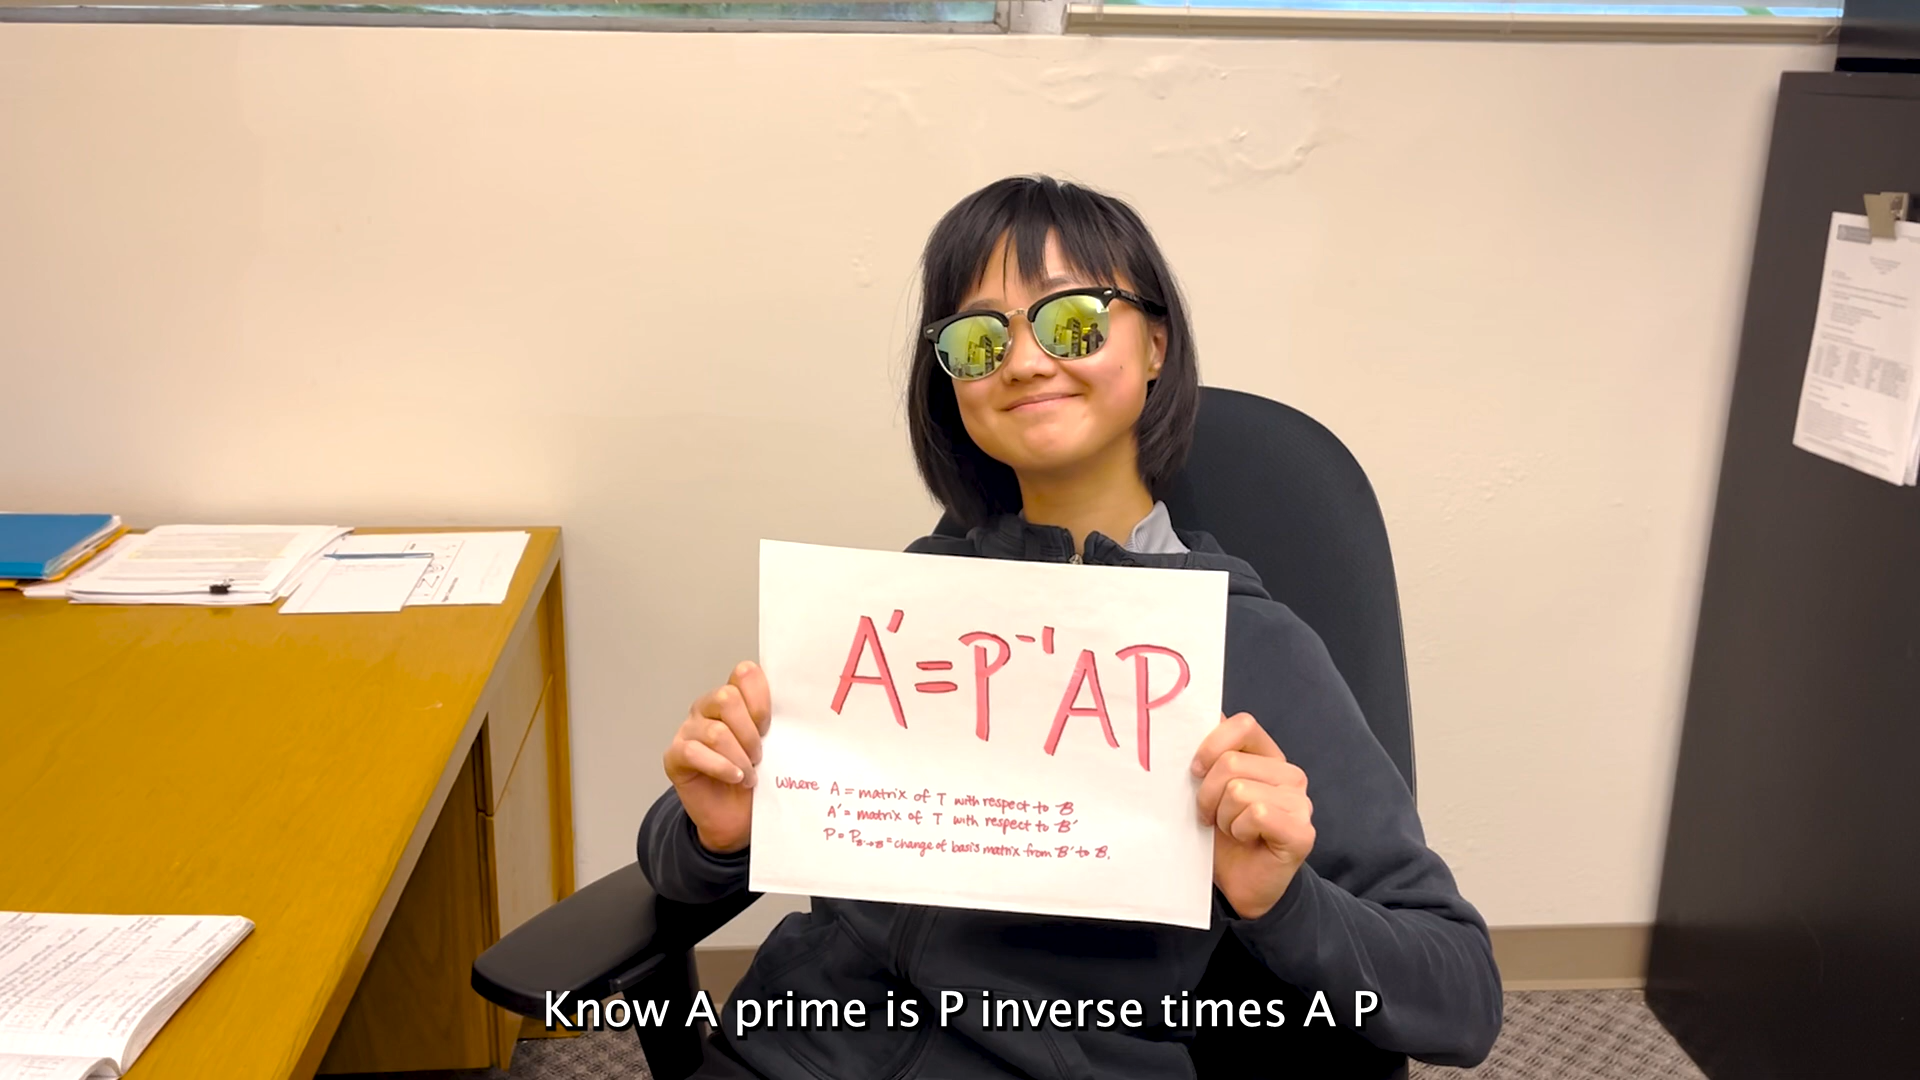 A' = P⁻¹AP
where A = matrix of T with respect to B
A' = matrix of T with respect to B'
P = P_B'→B = change of basis matrix from B' to B.
Know A prime is P inverse times A P